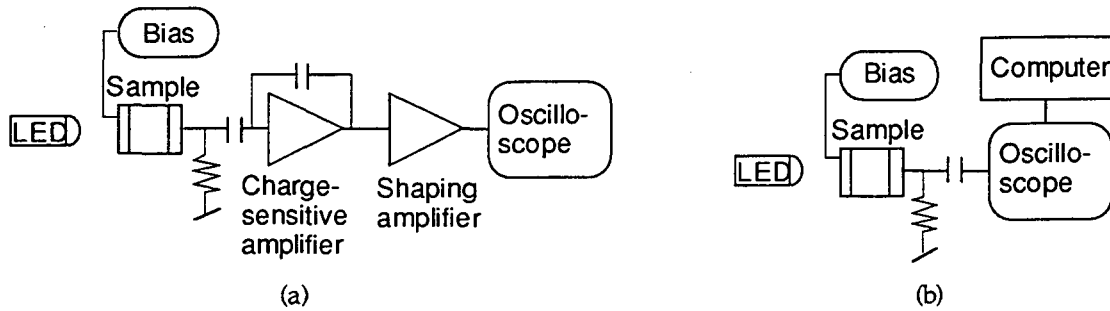 Bias
Sample
LED
Oscillo-
scope
Charge-
sensitive
amplifier
Shaping
amplifier
(a)
Bias
Computer
Sample
LED
Oscillo-
scope
(b)